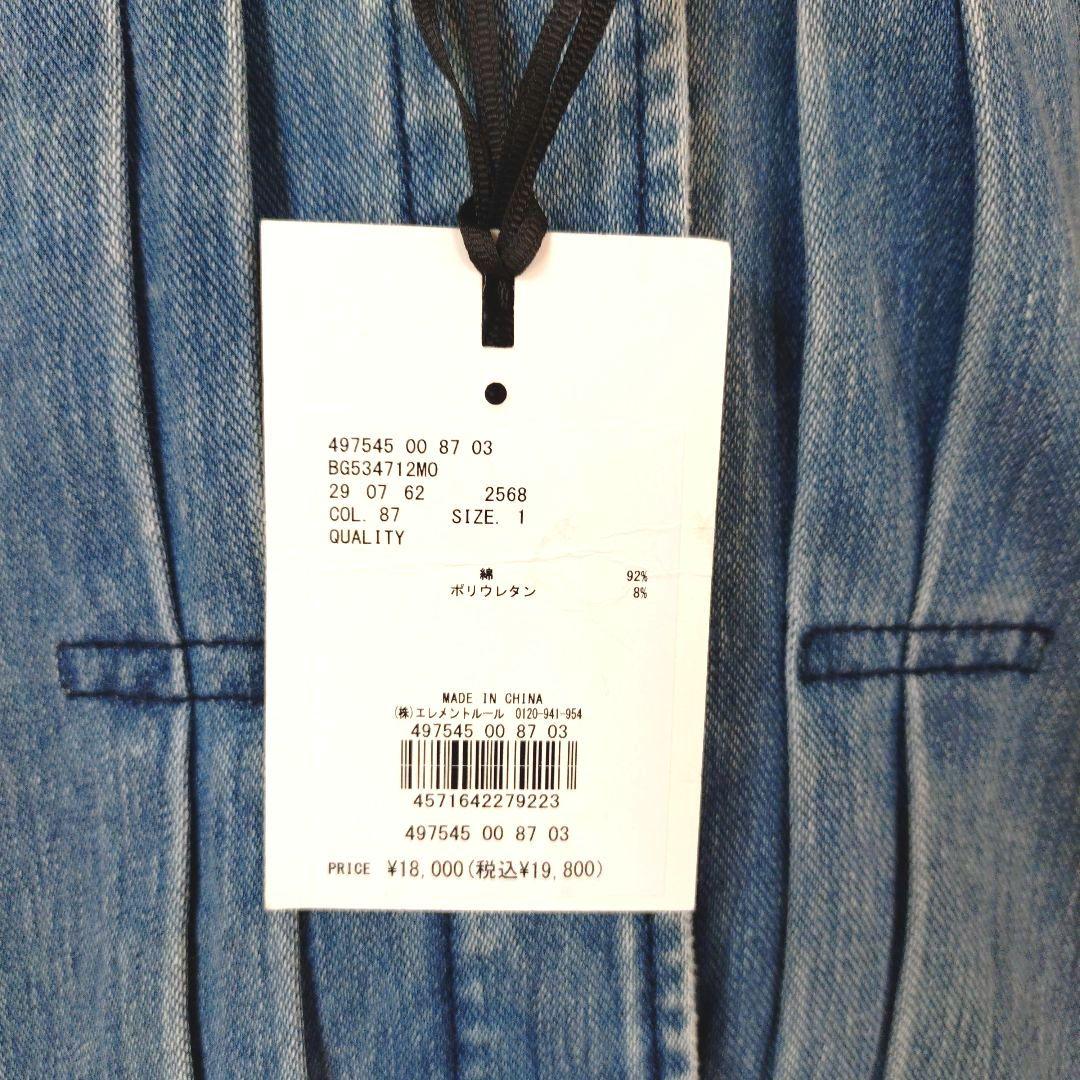 497545 00 87 03
BG534712MO
29 07 62 2568
COL. 87 SIZE. 1
QUALITY
綿 92%
ポリウレタン 8%
MADE IN CHINA
(株)エレメントルール 0120-941-954
497545 00 87 03
4571642279223
497545 00 87 03
PRICE ¥18,000(税込¥19,800)